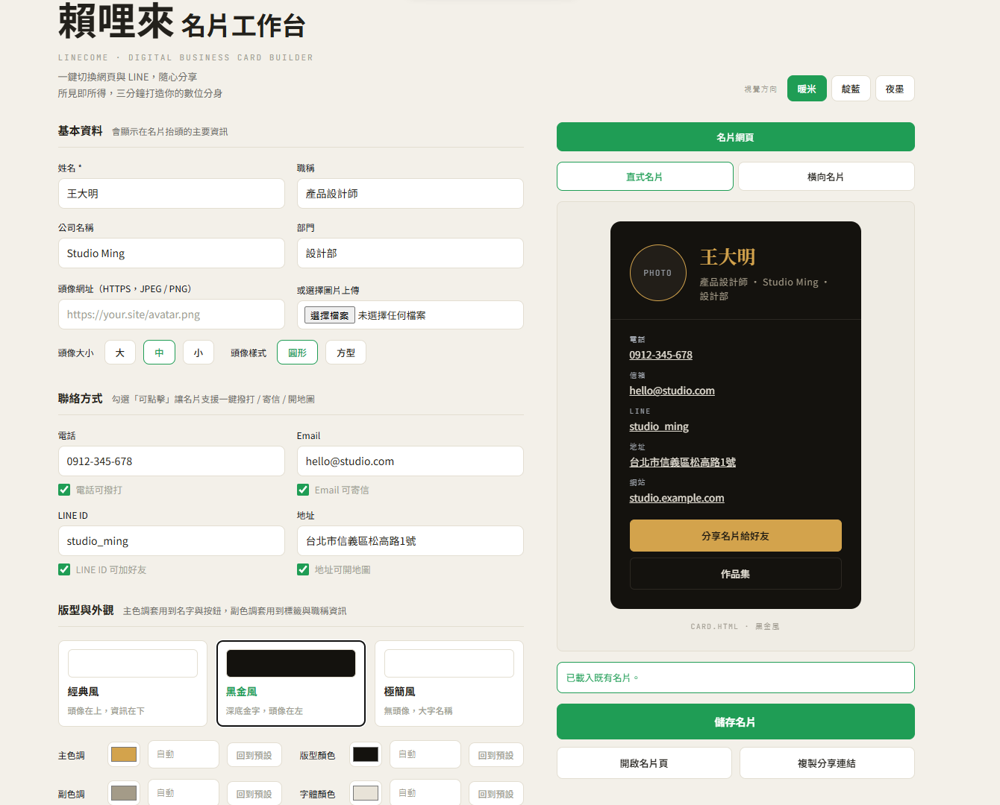 賴哩來 名片工作台
LINECOME · DIGITAL BUSINESS CARD BUILDER
一鍵切換網頁與 LINE，隨心分享
所見即所得，三分鐘打造你的數位分身
視覺方向 暖米 靛藍 夜墨
基本資料 會顯示在名片抬頭的主要資訊
姓名 * 職稱
王大明 產品設計師
公司名稱 部門
Studio Ming 設計部
頭像網址（HTTPS，JPEG / PNG） 或選擇圖片上傳
https://your.site/avatar.png 選擇檔案 未選擇任何檔案
頭像大小 大 中 小 頭像樣式 圓形 方型
聯絡方式 勾選「可點擊」讓名片支援一鍵撥打 / 寄信 / 開地圖
電話 Email
0912-345-678 hello@studio.com
電話可撥打 Email 可寄信
LINE ID 地址
studio_ming 台北市信義區松高路1號
LINE ID 可加好友 地址可開地圖
版型與外觀 主色調套用到名字與按鈕，副色調套用到標籤與職稱資訊
經典風 黑金風 極簡風
頭像在上，資訊在下 深底金字，頭像在左 無頭像，大字名稱
主色調 自動 回到預設 版型顏色 自動 回到預設
副色調 自動 回到預設 字體顏色 自動 回到預設
名片網頁
直式名片 橫向名片
PHOTO
王大明
產品設計師 · Studio Ming ·
設計部
電話
0912-345-678
信箱
hello@studio.com
LINE
studio_ming
地址
台北市信義區松高路1號
網站
studio.example.com
分享名片給好友
作品集
CARD.HTML · 黑金風
已載入既有名片。
儲存名片
開啟名片頁 複製分享連結